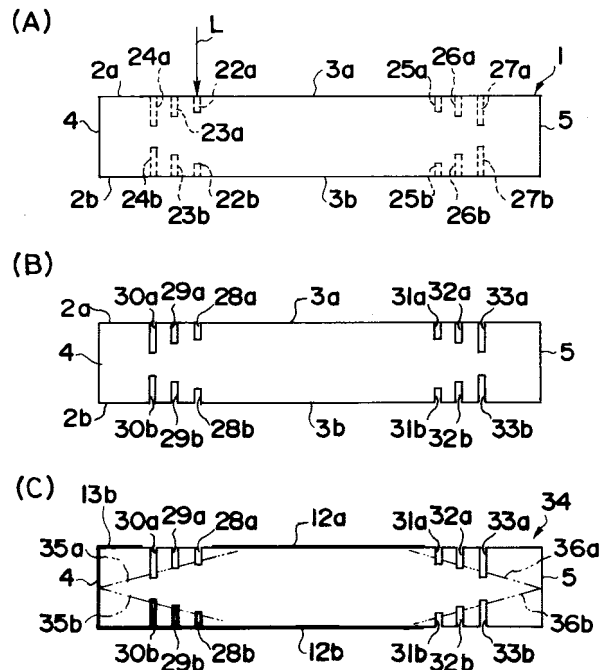 (A)
24a L
2a 22a 3a 25a 26a 27a 1
4 23a 5
24b 23b 22b 25b 26b 27b
2b 3b
(B)
30a 29a 28a 3a 31a 32a 33a
2a
4 5
2b 30b 29b 28b 3b 31b 32b 33b
(C)
13b 30a 29a 28a 12a 31a 32a 33a 34
35a 36a
4 5
35b 36b
30b 29b 28b 12b 31b 32b 33b